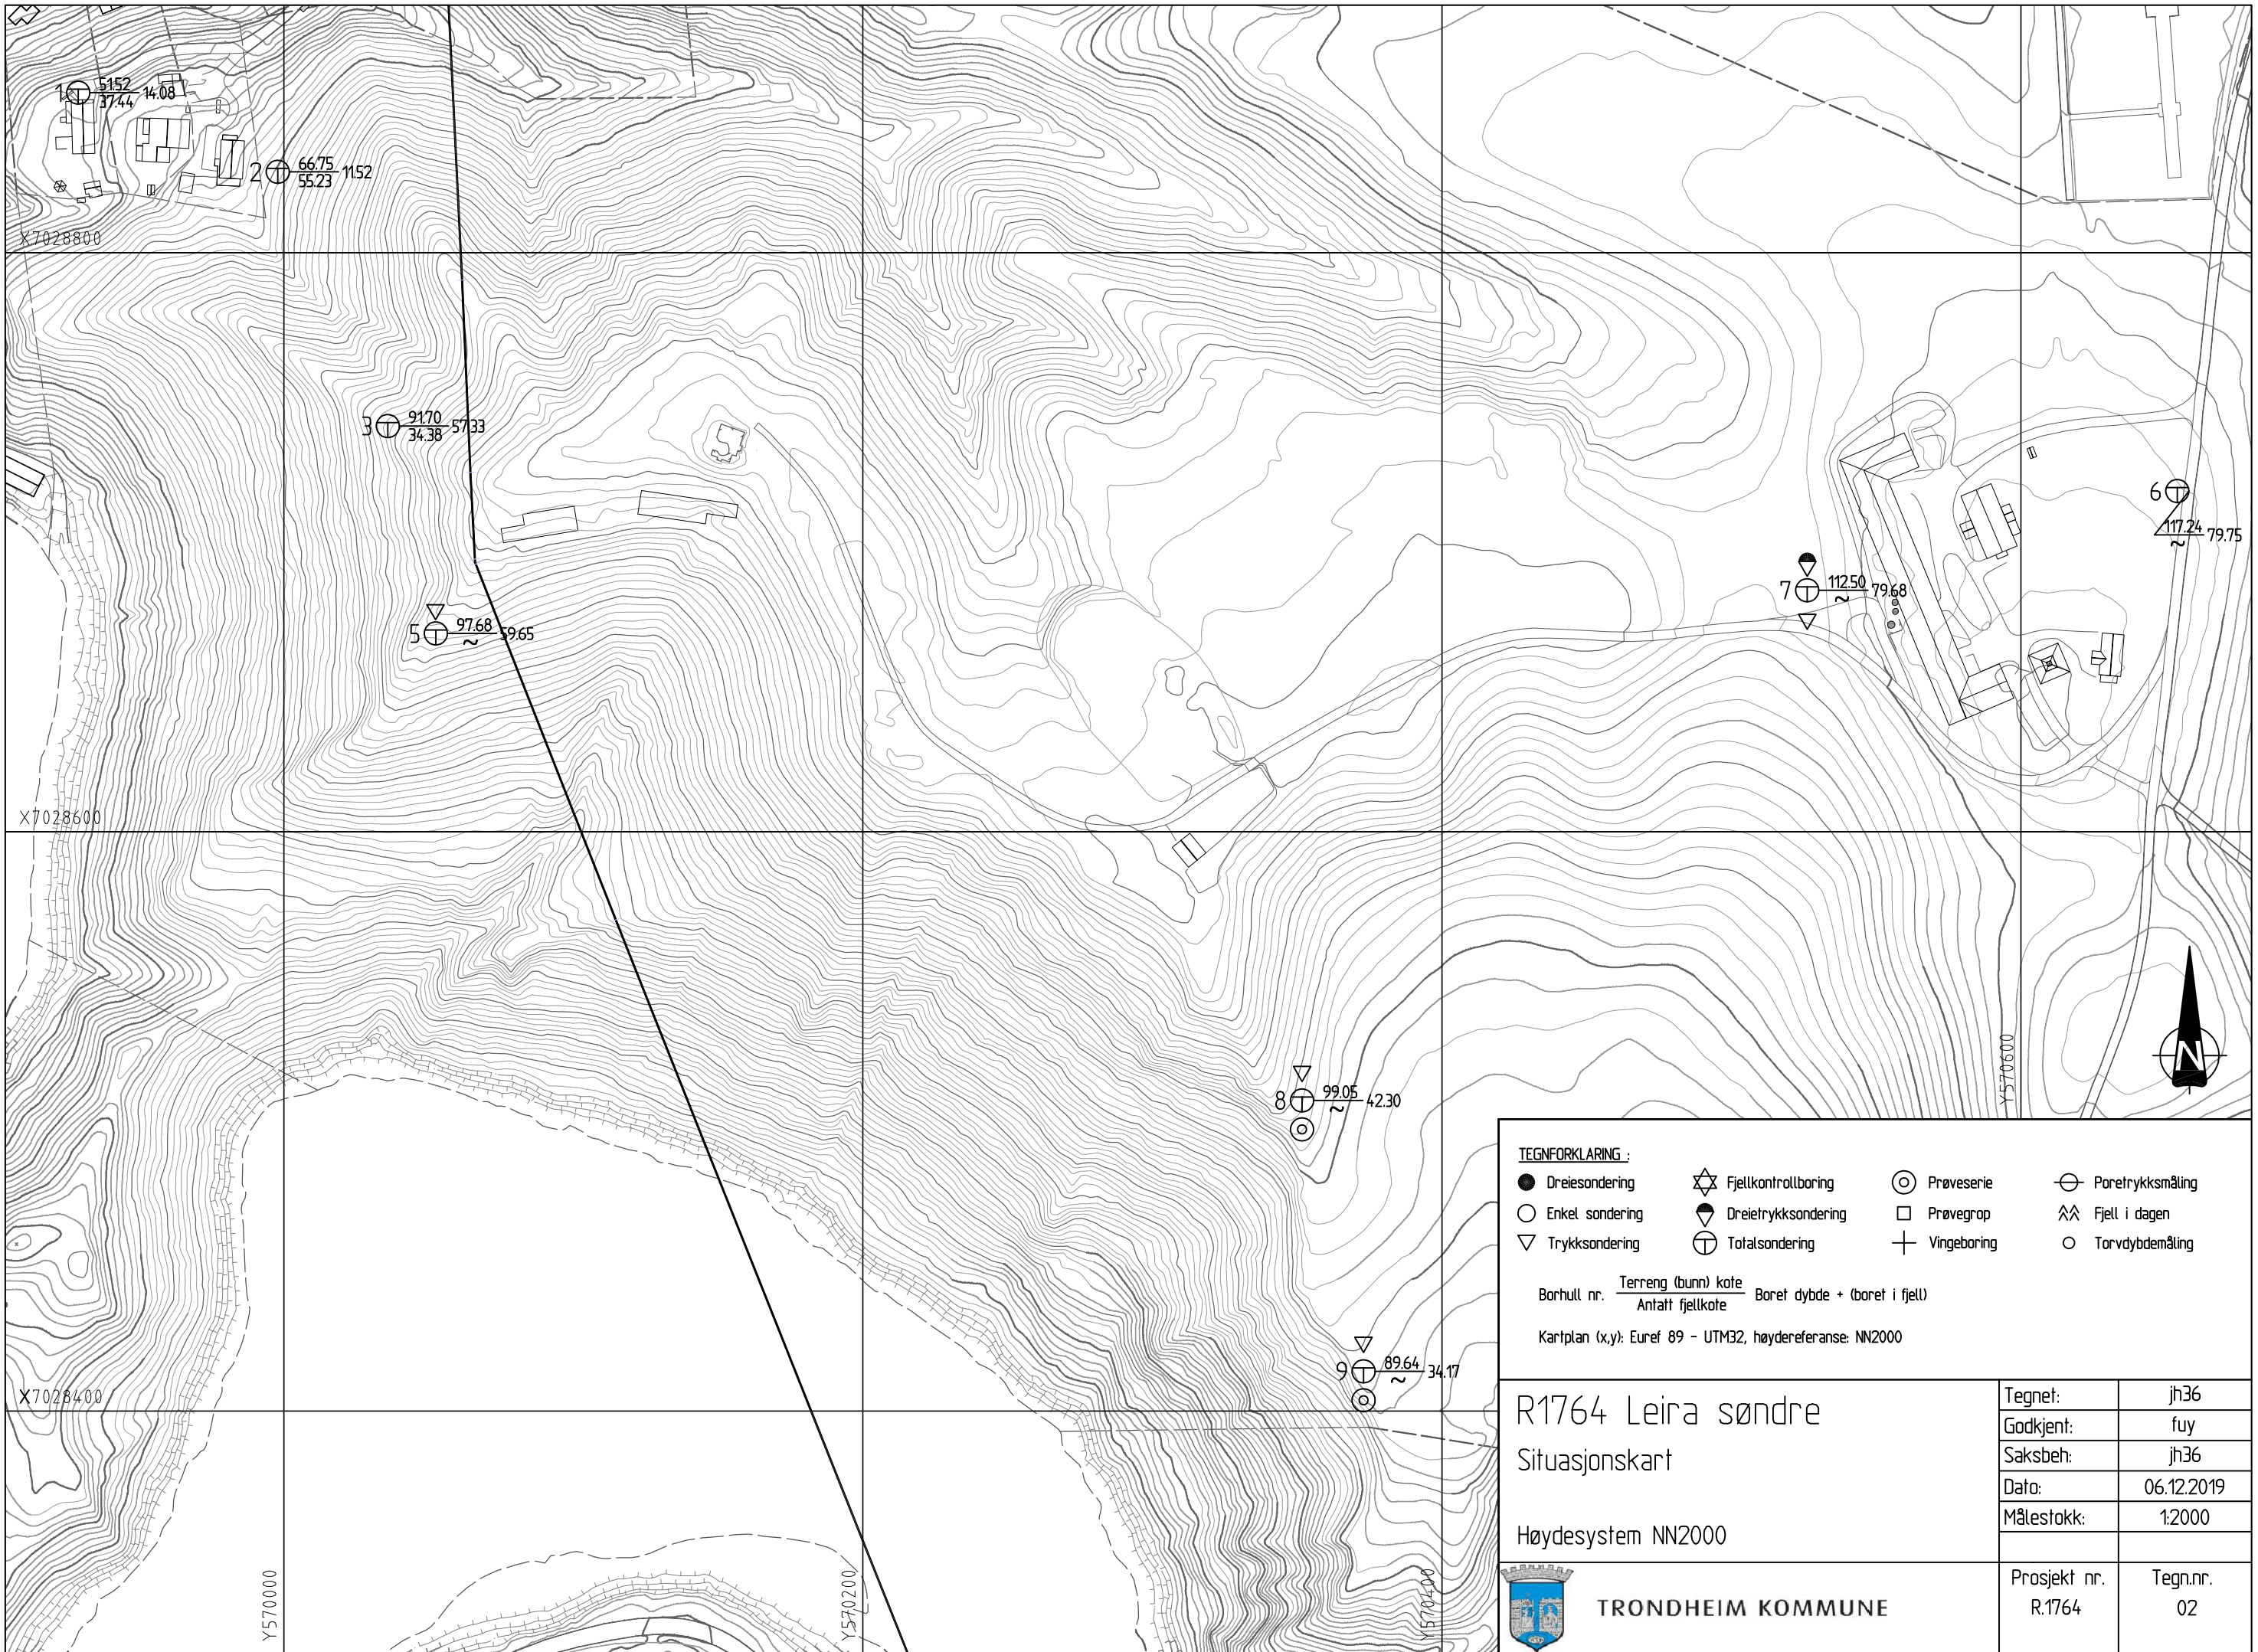 1 51.52 14.08
37.44
2 66.75 11.52
55.23
X7028800
3 91.70 57.33
34.38
6
117.24 79.75
~
7 112.50 79.68
~
5 97.68 59.65
~
X7028600
Y570600
N
8 99.05 42.30
~
9 89.64 34.17
~
X7028400
Y570000
Y570200
Y570400
TEGNFORKLARING :
Dreiesondering Fjellkontrollboring Prøveserie Poretrykksmåling
Enkel sondering Dreietrykksondering Prøvegrop Fjell i dagen
Trykksondering Totalsondering Vingeboring Torvdybdemåling
Borhull nr. Terreng (bunn) kote Boret dybde + (boret i fjell)
Antatt fjellkote
Kartplan (x,y): Euref 89 - UTM32, høydereferanse: NN2000
R1764 Leira søndre
Situasjonskart
Høydesystem NN2000
Tegnet: jh36
Godkjent: fuy
Saksbeh: jh36
Dato: 06.12.2019
Målestokk: 1:2000
TRONDHEIM KOMMUNE
Prosjekt nr. Tegn.nr.
R.1764 02